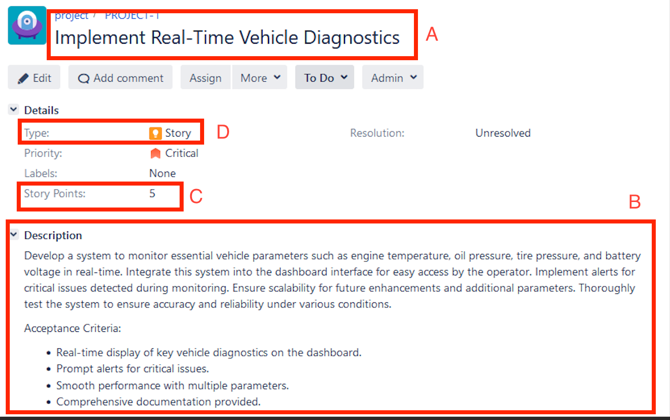 project / PROJECT-1
Implement Real-Time Vehicle Diagnostics
A
Edit Add comment Assign More To Do Admin
Details
Type: Story D Resolution: Unresolved
Priority: Critical
Labels: None
Story Points: 5 C
B
Description
Develop a system to monitor essential vehicle parameters such as engine temperature, oil pressure, tire pressure, and battery
voltage in real-time. Integrate this system into the dashboard interface for easy access by the operator. Implement alerts for
critical issues detected during monitoring. Ensure scalability for future enhancements and additional parameters. Thoroughly
test the system to ensure accuracy and reliability under various conditions.
Acceptance Criteria:
• Real-time display of key vehicle diagnostics on the dashboard.
• Prompt alerts for critical issues.
• Smooth performance with multiple parameters.
• Comprehensive documentation provided.